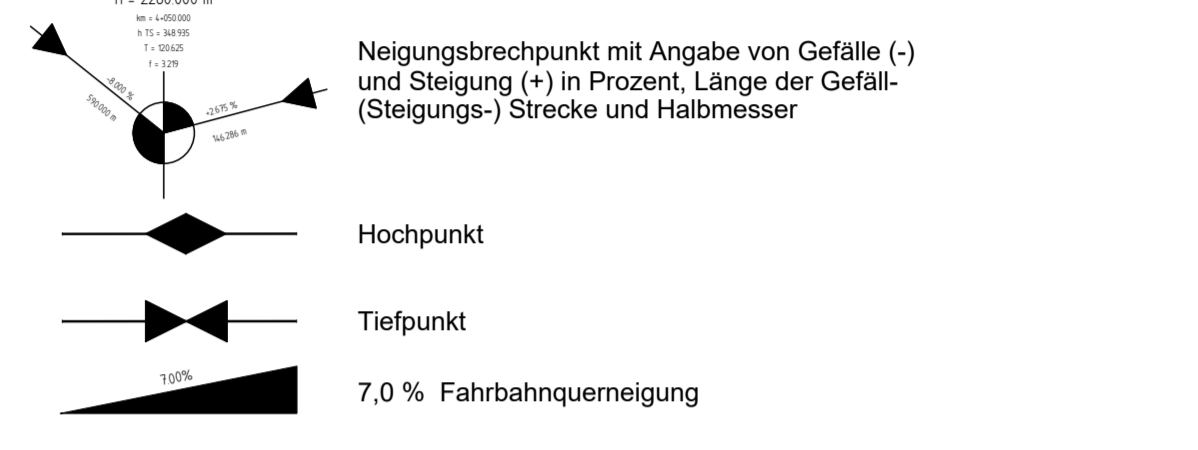 km = 4+050.000
h TS = 348.935
T = 120.625
f = 3.219
-8.000 %
590.000 m
+2.675 %
146.286 m
Neigungsbrechpunkt mit Angabe von Gefälle (-)
und Steigung (+) in Prozent, Länge der Gefäll-
(Steigungs-) Strecke und Halbmesser
Hochpunkt
Tiefpunkt
7.00%
7,0 % Fahrbahnquerneigung